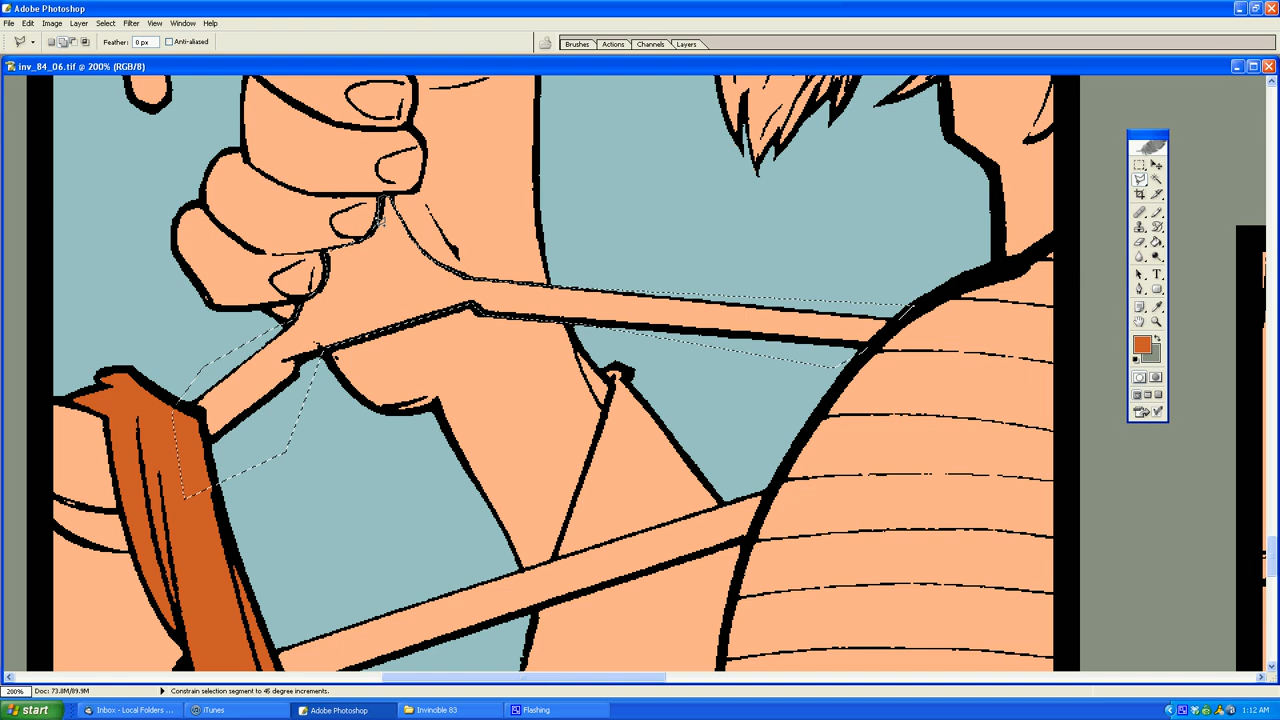 Adobe Photoshop
File Edit Image Layer Select Filter View Window Help
Feather: 0 px Anti-aliased Brushes Actions Channels Layers
inv_84_06.tif @ 200% (RGB/8)
T
200% Doc: 73.8M/89.9M Constrain selection segment to 45 degree increments.
start Inbox - Local Folders ... iTunes Adobe Photoshop Invincible 83 Flashing 1:12 AM